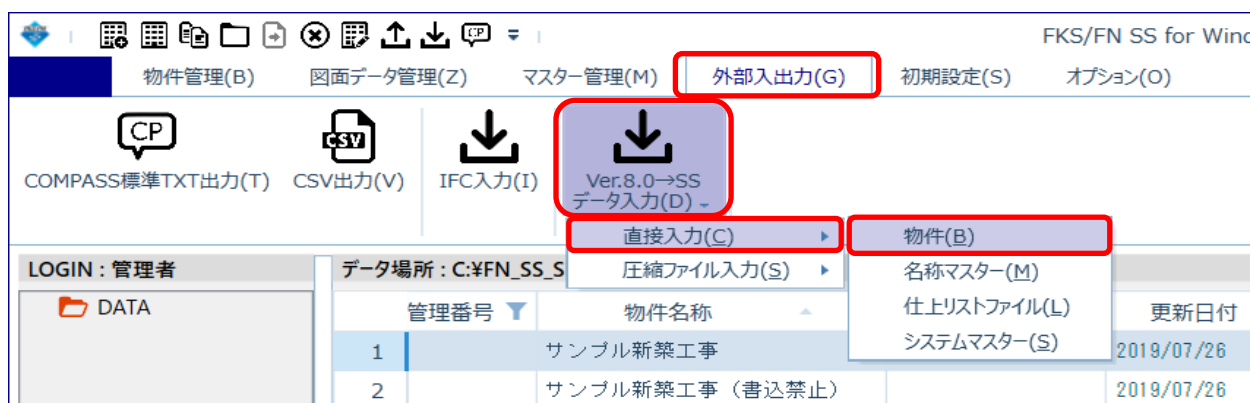 CP
FKS/FN SS for Winc
物件管理(B) 図面データ管理(Z) マスター管理(M) 外部入出力(G) 初期設定(S) オプション(O)
CP
CSV
COMPASS標準TXT出力(T) CSV出力(V) IFC入力(I) Ver.8.0→SS
データ入力(D)
直接入力(C) 物件(B)
LOGIN : 管理者 データ場所 : C:¥FN_SS_S 圧縮ファイル入力(S) 名称マスター(M)
DATA 管理番号 物件名称 仕上リストファイル(L) 更新日付
システムマスター(S)
1 サンプル新築工事 2019/07/26
2 サンプル新築工事（書込禁止） 2019/07/26